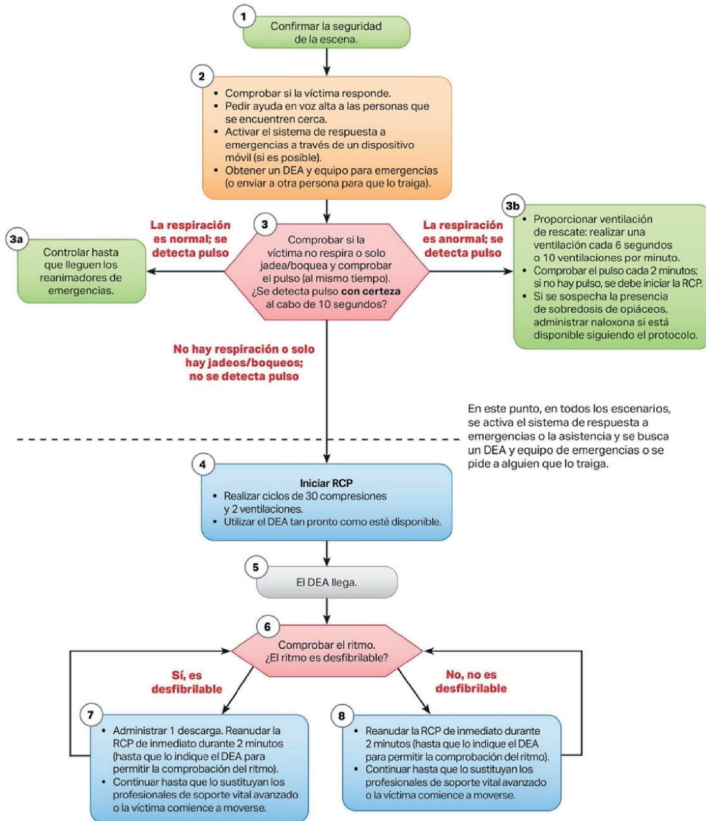 1
Confirmar la seguridad
de la escena.
2
• Comprobar si la víctima responde.
• Pedir ayuda en voz alta a las personas que
se encuentren cerca.
• Activar el sistema de respuesta a
emergencias a través de un dispositivo
móvil (si es posible).
• Obtener un DEA y equipo para emergencias
(o enviar a otra persona para que lo traiga).
3a
Controlar hasta
que lleguen los
reanimadores de
emergencias.
La respiración
es normal; se
detecta pulso
3
Comprobar si la
víctima no respira o solo
jadea/boquea y comprobar
el pulso (al mismo tiempo).
¿Se detecta pulso con certeza
al cabo de 10 segundos?
La respiración
es anormal; se
detecta pulso
3b
• Proporcionar ventilación
de rescate: realizar una
ventilación cada 6 segundos
o 10 ventilaciones por minuto.
• Comprobar el pulso cada 2 minutos;
si no hay pulso, se debe iniciar la RCP.
• Si se sospecha la presencia
de sobredosis de opiáceos,
administrar naloxona si está
disponible siguiendo el protocolo.
No hay respiración o solo
hay jadeos/boqueos;
no se detecta pulso
En este punto, en todos los escenarios,
se activa el sistema de respuesta a
emergencias o la asistencia y se busca
un DEA y equipo de emergencias o se
pide a alguien que lo traiga.
4
Iniciar RCP
• Realizar ciclos de 30 compresiones
y 2 ventilaciones.
• Utilizar el DEA tan pronto como esté disponible.
5
El DEA llega.
6
Comprobar el ritmo.
¿El ritmo es desfibrilable?
Sí, es
desfibrilable
No, no es
desfibrilable
7
• Administrar 1 descarga. Reanudar la
RCP de inmediato durante 2 minutos
(hasta que lo indique el DEA para
permitir la comprobación del ritmo).
• Continuar hasta que lo sustituyan los
profesionales de soporte vital avanzado
o la víctima comience a moverse.
8
• Reanudar la RCP de inmediato durante
2 minutos (hasta que lo indique el DEA
para permitir la comprobación del ritmo).
• Continuar hasta que lo sustituyan los
profesionales de soporte vital avanzado
o la víctima comience a moverse.